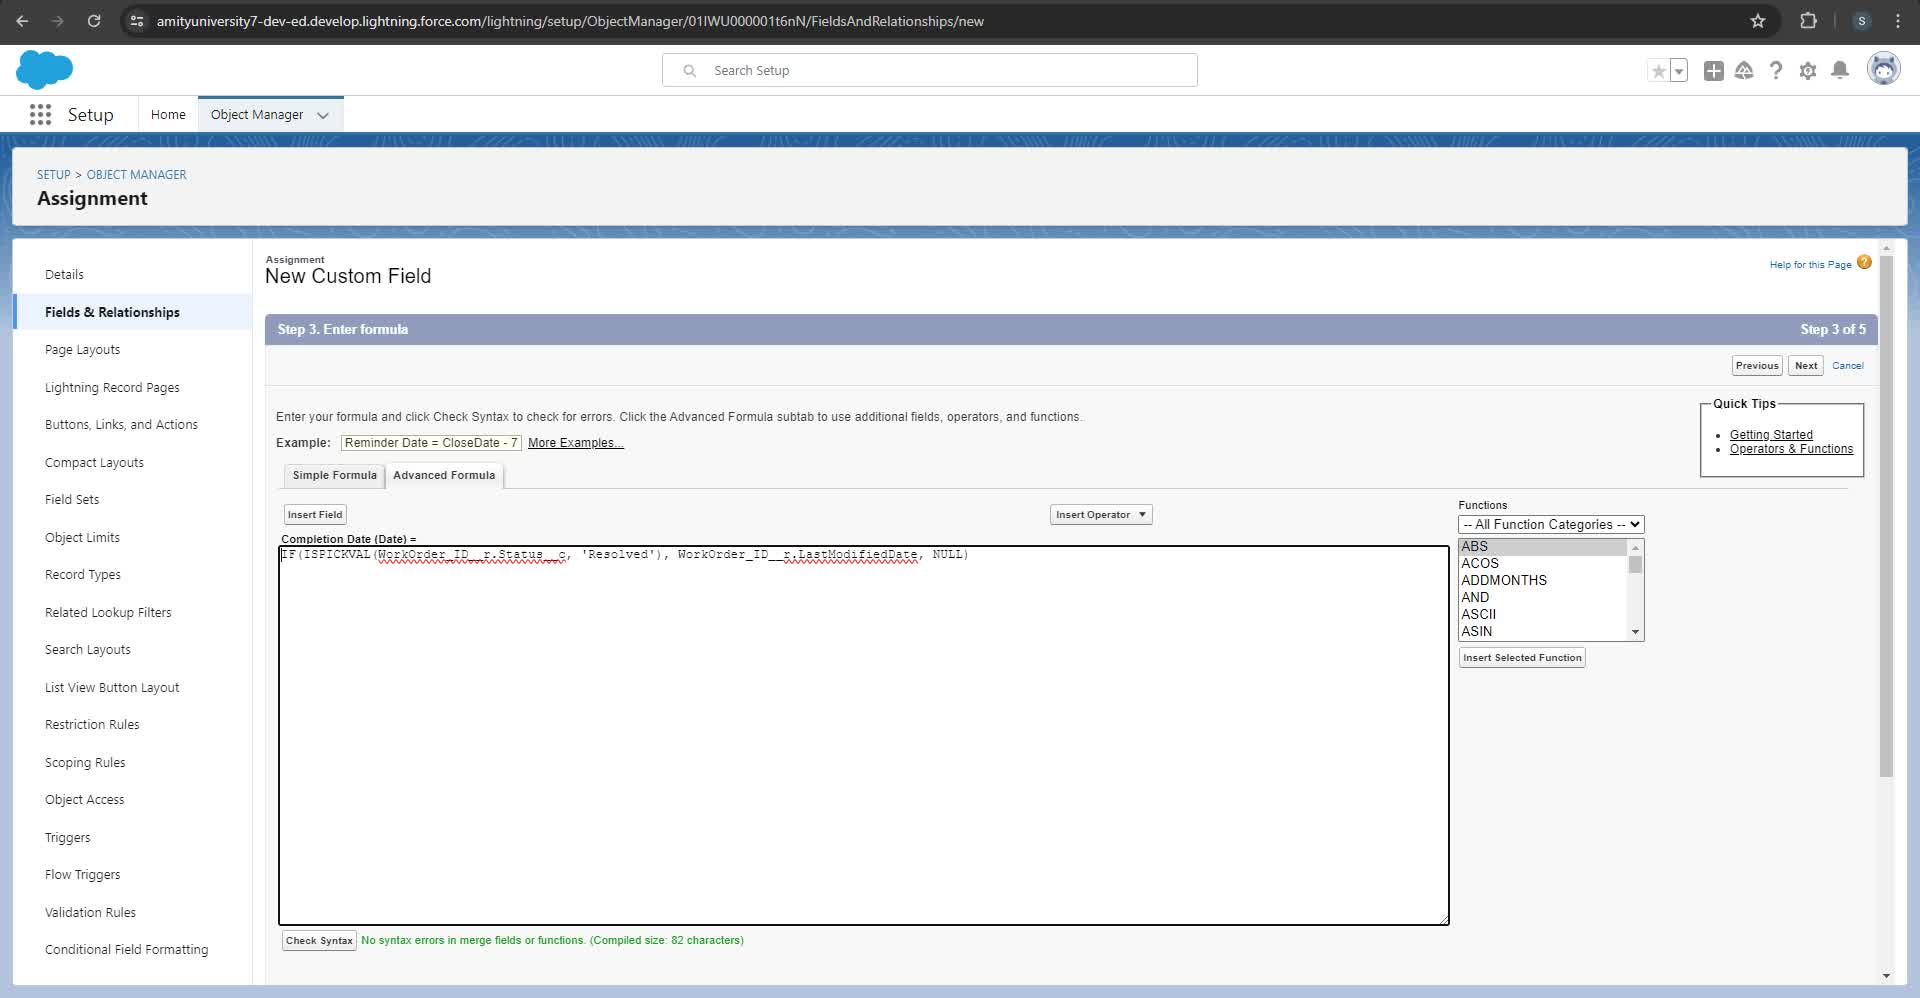 amityuniversity7-dev-ed.develop.lightning.force.com/lightning/setup/ObjectManager/01IWU000001t6nN/FieldsAndRelationships/new
S
Search Setup
Setup
Home
Object Manager
SETUP > OBJECT MANAGER
Assignment
Details
Fields & Relationships
Page Layouts
Lightning Record Pages
Buttons, Links, and Actions
Compact Layouts
Field Sets
Object Limits
Record Types
Related Lookup Filters
Search Layouts
List View Button Layout
Restriction Rules
Scoping Rules
Object Access
Triggers
Flow Triggers
Validation Rules
Conditional Field Formatting
Assignment
New Custom Field
Help for this Page ?
Step 3. Enter formula
Step 3 of 5
Previous Next Cancel
Enter your formula and click Check Syntax to check for errors. Click the Advanced Formula subtab to use additional fields, operators, and functions.
Example: Reminder Date = CloseDate - 7 More Examples...
Quick Tips
• Getting Started
• Operators & Functions
Simple Formula
Advanced Formula
Insert Field
Insert Operator
Functions
-- All Function Categories --
ABS
ACOS
ADDMONTHS
AND
ASCII
ASIN
Insert Selected Function
Completion Date (Date) =
IF(ISPICKVAL(WorkOrder_ID__r.Status__c, 'Resolved'), WorkOrder_ID__r.LastModifiedDate, NULL)
Check Syntax
No syntax errors in merge fields or functions. (Compiled size: 82 characters)